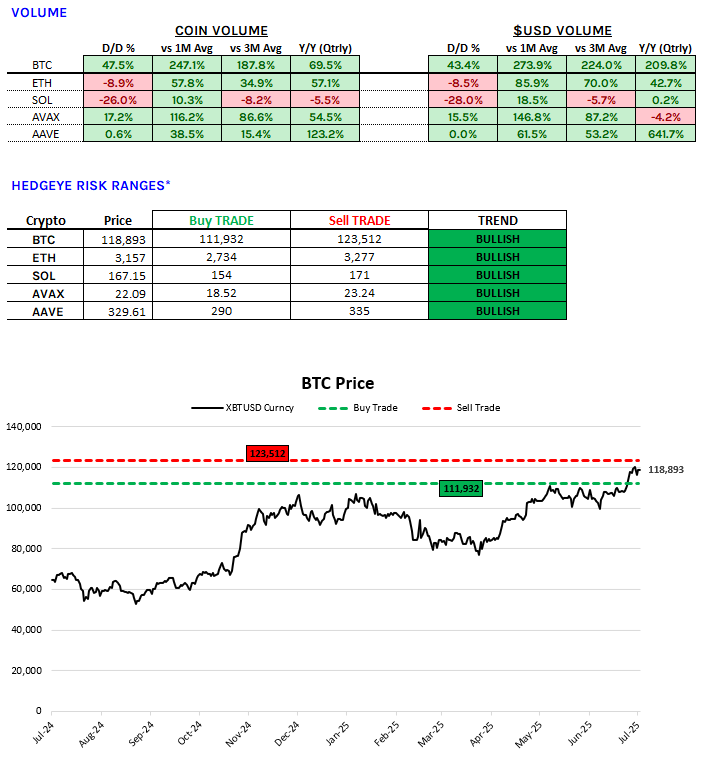 VOLUME
COIN VOLUME $USD VOLUME
D/D % vs 1M Avg vs 3M Avg Y/Y (Qtrly) D/D % vs 1M Avg vs 3M Avg Y/Y (Qtrly)
BTC 47.5% 247.1% 187.8% 69.5% 43.4% 273.9% 224.0% 209.8%
ETH -8.9% 57.8% 34.9% 57.1% -8.5% 85.9% 70.0% 42.7%
SOL -26.0% 10.3% -8.2% -5.5% -28.0% 18.5% -5.7% 0.2%
AVAX 17.2% 116.2% 86.6% 54.5% 15.5% 146.8% 87.2% -4.2%
AAVE 0.6% 38.5% 15.4% 123.2% 0.0% 61.5% 53.2% 641.7%
HEDGEYE RISK RANGES*
Crypto Price Buy TRADE Sell TRADE TREND
BTC 118,893 111,932 123,512 BULLISH
ETH 3,157 2,734 3,277 BULLISH
SOL 167.15 154 171 BULLISH
AVAX 22.09 18.52 23.24 BULLISH
AAVE 329.61 290 335 BULLISH
BTC Price
XBTUSD Curncy Buy Trade Sell Trade
140,000
123,512
120,000
118,893
111,932
100,000
80,000
60,000
40,000
20,000
0
Jul-24 Aug-24 Sep-24 Oct-24 Nov-24 Dec-24 Jan-25 Feb-25 Mar-25 Apr-25 May-25 Jun-25 Jul-25